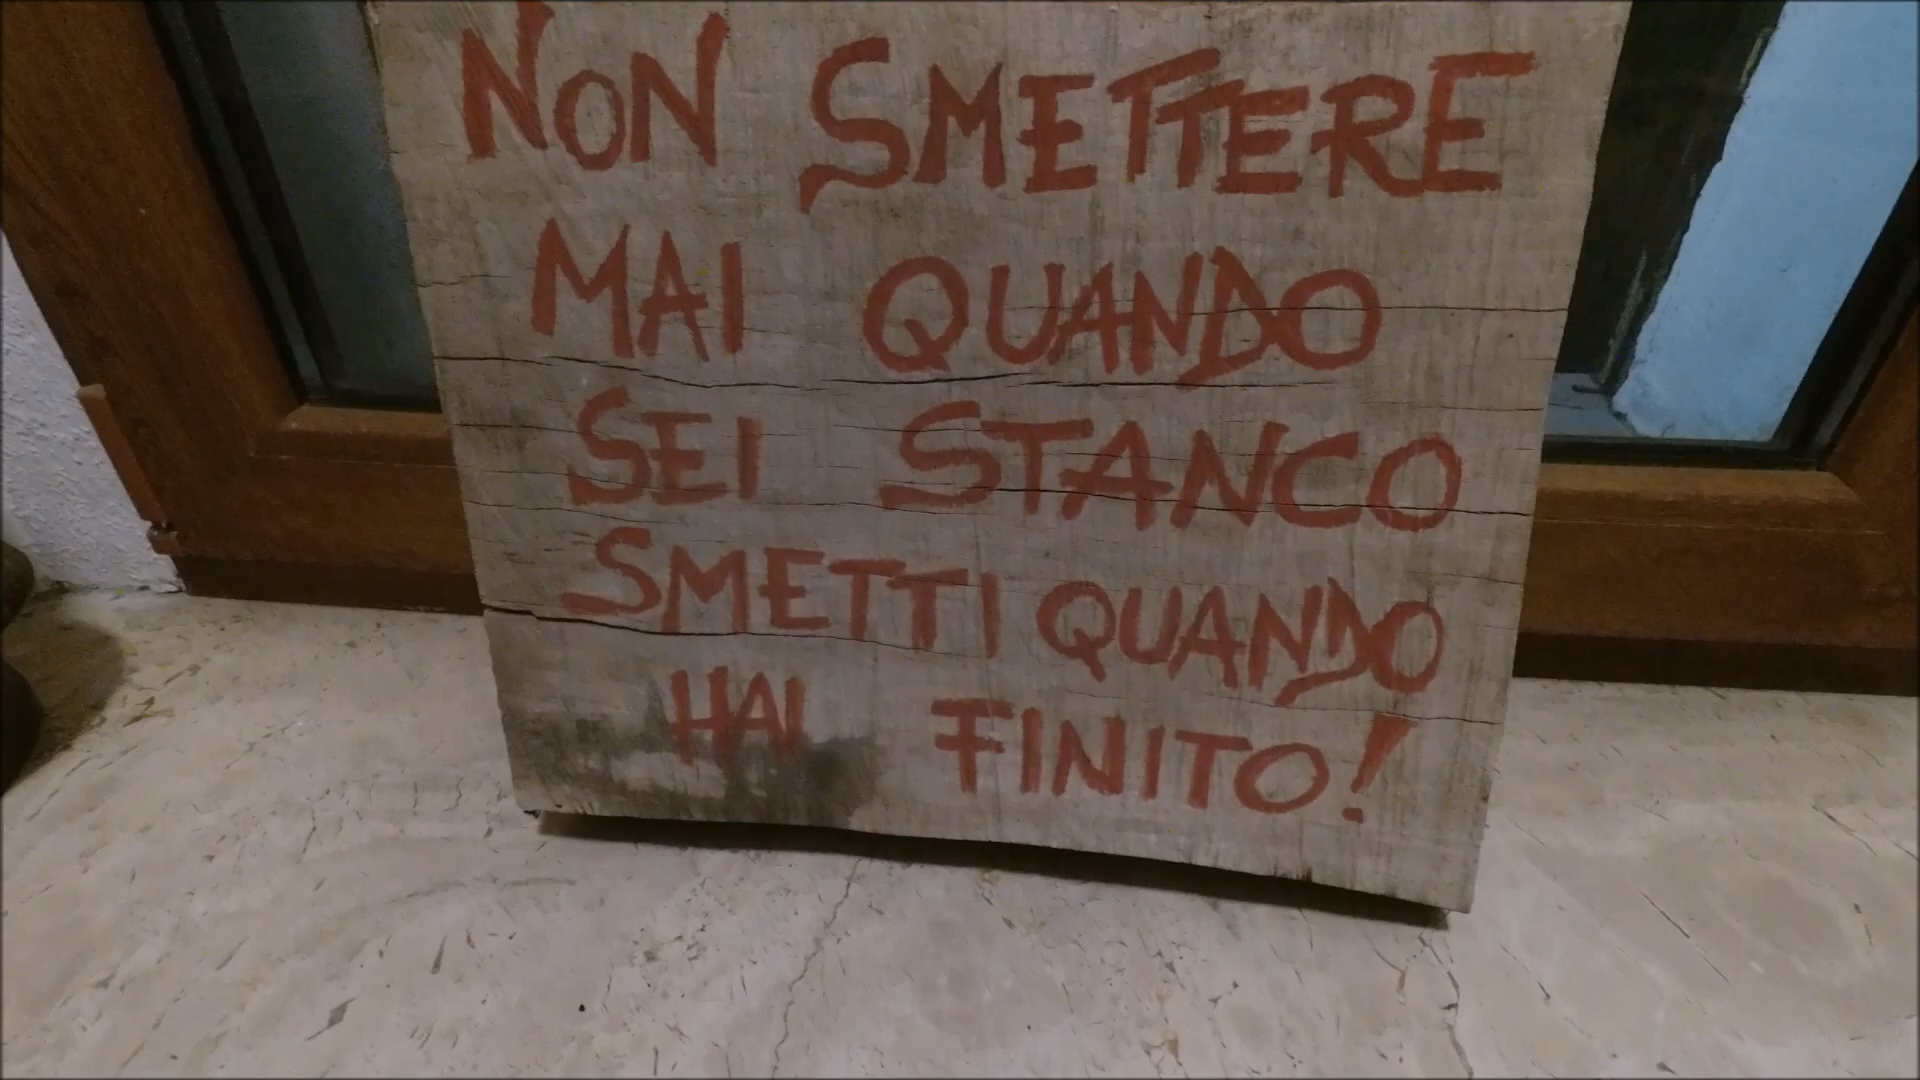 NON SMETTERE
MAI QUANDO
SEI STANCO
SMETTI QUANDO
HAI FINITO!